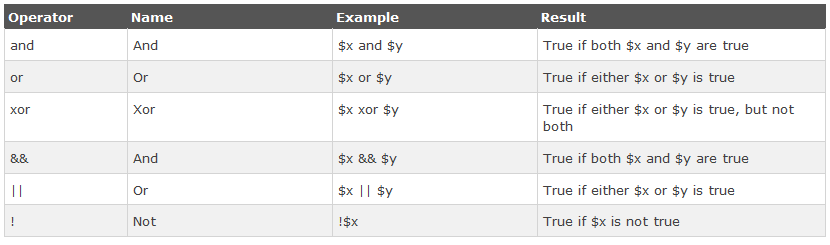 Operator Name Example Result
and And $x and $y True if both $x and $y are true
or Or $x or $y True if either $x or $y is true
xor Xor $x xor $y True if either $x or $y is true, but not
both
&& And $x && $y True if both $x and $y are true
|| Or $x || $y True if either $x or $y is true
! Not !$x True if $x is not true